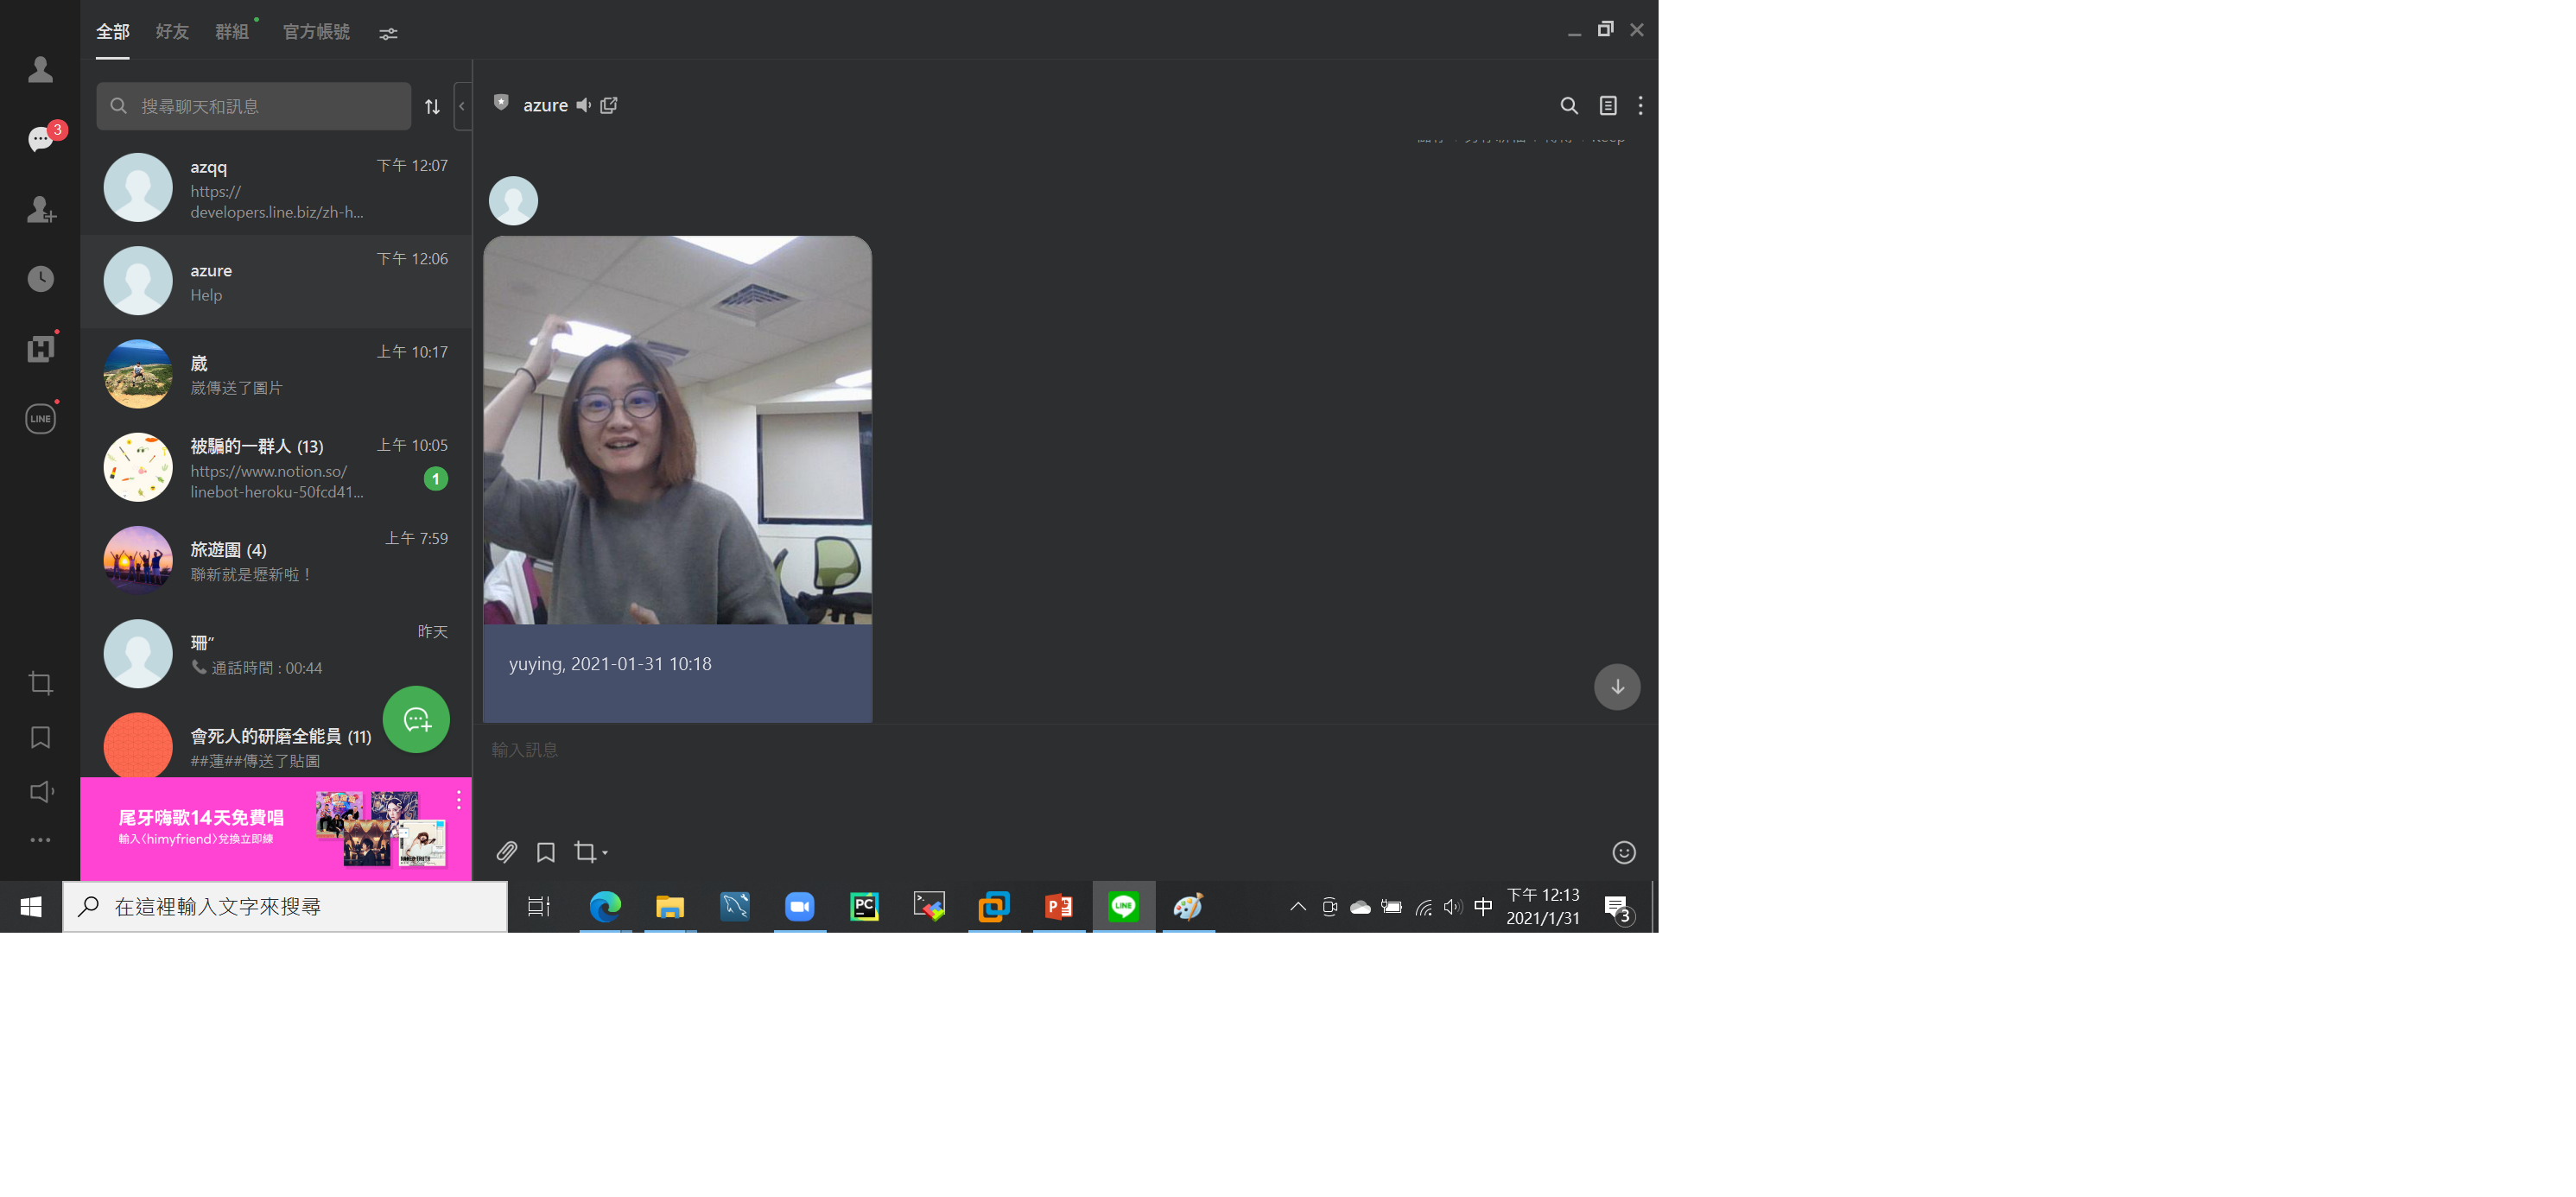 全部 好友 群組 官方帳號
搜尋聊天和訊息
3
azqq 下午 12:07
https://
developers.line.biz/zh-h...
azure 下午 12:06
Help
崴 上午 10:17
崴傳送了圖片
LINE
被騙的一群人 (13) 上午 10:05
https://www.notion.so/
linebot-heroku-50fcd41...
1
旅遊團 (4) 上午 7:59
聯新就是壢新啦！
珊” 昨天
通話時間 : 00:44
會死人的研磨全能員 (11)
##蓮##傳送了貼圖
尾牙嗨歌14天免費唱
輸入〈himyfriend〉兌換立即練
azure
yuying, 2021-01-31 10:18
輸入訊息
在這裡輸入文字來搜尋
PC
LINE
中
下午 12:13
2021/1/31
3